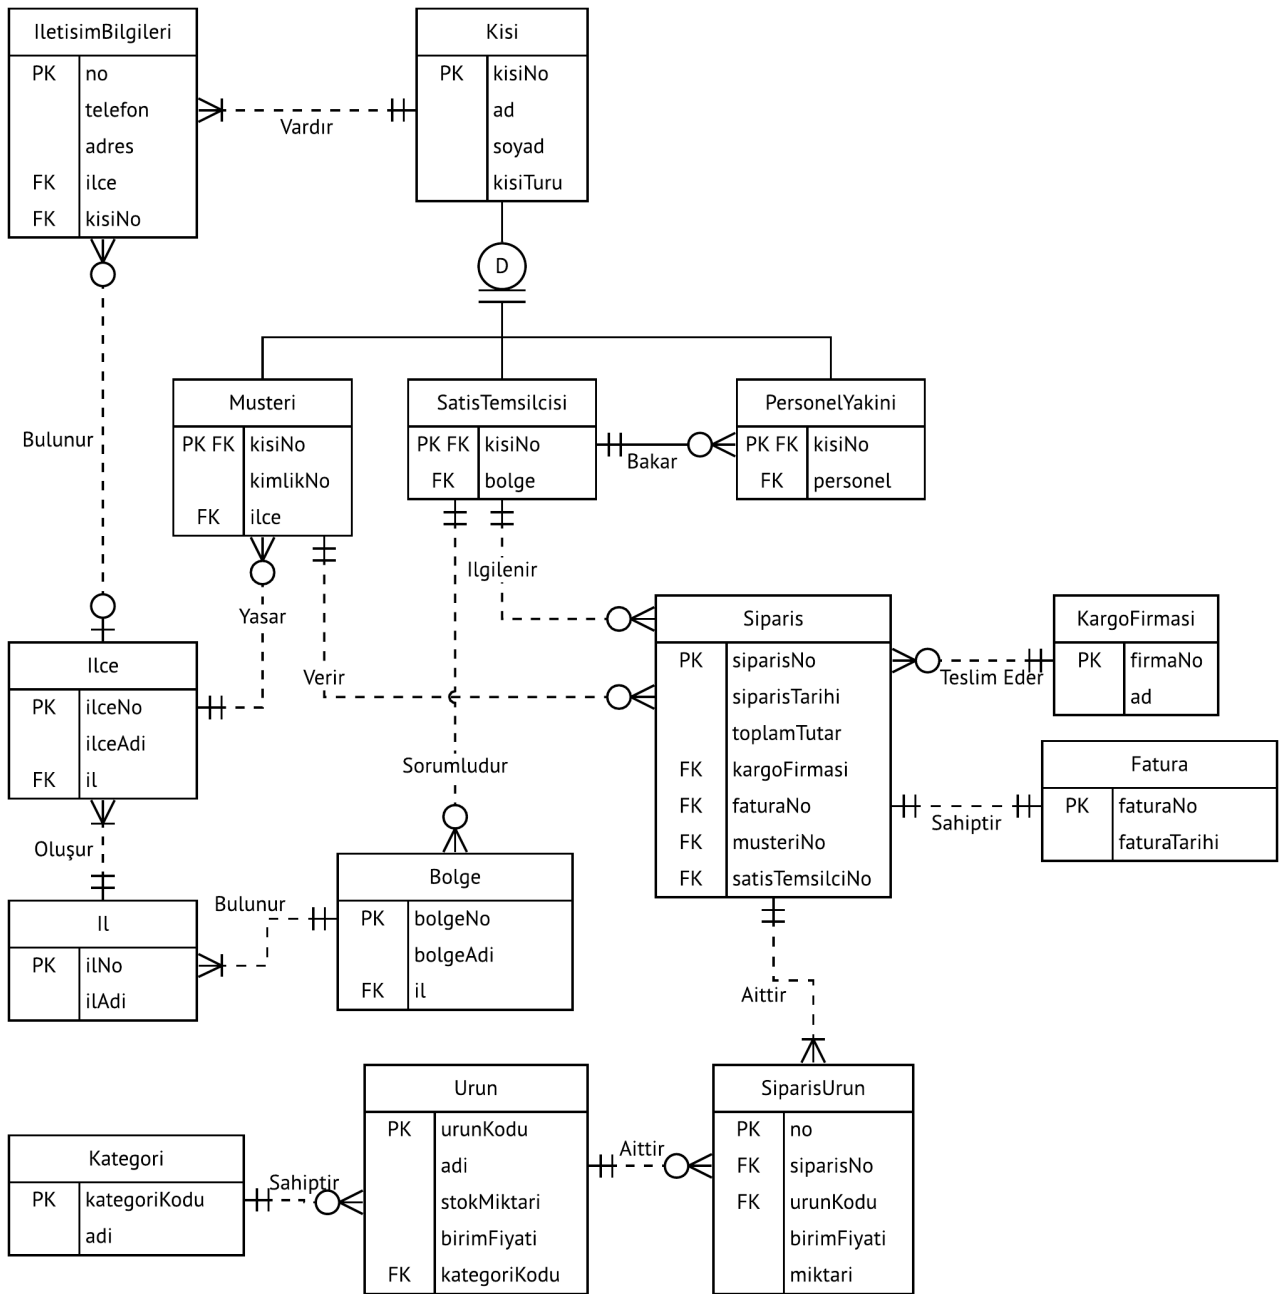 IletisimBilgileri
PK no
telefon
adres
FK ilce
FK kisiNo
Vardır
Kisi
PK kisiNo
ad
soyad
kisiTuru
D
Bulunur
Musteri
PK FK kisiNo
kimlikNo
FK ilce
SatisTemsilcisi
PK FK kisiNo
FK bolge
Bakar
PersonelYakini
PK FK kisiNo
FK personel
Yasar
Verir
Ilgilenir
Sorumludur
Ilce
PK ilceNo
ilceAdi
FK il
Oluşur
Siparis
PK siparisNo
siparisTarihi
toplamTutar
FK kargoFirmasi
FK faturaNo
FK musteriNo
FK satisTemsilciNo
Teslim Eder
KargoFirmasi
PK firmaNo
ad
Sahiptir
Fatura
PK faturaNo
faturaTarihi
Il
PK ilNo
ilAdi
Bulunur
Bolge
PK bolgeNo
bolgeAdi
FK il
Aittir
Kategori
PK kategoriKodu
adi
Sahiptir
Urun
PK urunKodu
adi
stokMiktari
birimFiyati
FK kategoriKodu
Aittir
SiparisUrun
PK no
FK siparisNo
FK urunKodu
birimFiyati
miktari